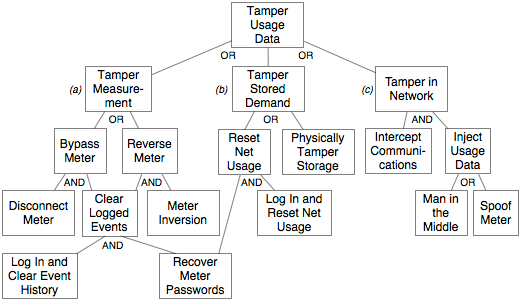 Tamper
Usage
Data
OR
OR
(a)
Tamper
Measure-
ment
(b)
Tamper
Stored
Demand
(c)
Tamper in
Network
OR
OR
AND
Bypass
Meter
Reverse
Meter
Reset
Net
Usage
Physically
Tamper
Storage
Intercept
Communi-
cations
Inject
Usage
Data
AND
AND
AND
OR
Disconnect
Meter
Clear
Logged
Events
Meter
Inversion
Log In and
Reset Net
Usage
Man in
the
Middle
Spoof
Meter
AND
Log In and
Clear Event
History
Recover
Meter
Passwords